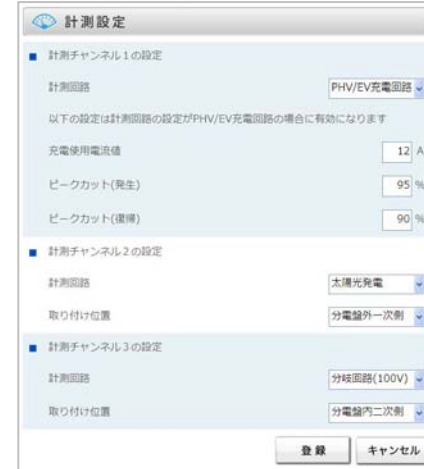 計測設定
計測チャンネル1の設定
計測回路 PHV/EV充電回路
以下の設定は計測回路の設定がPHV/EV充電回路の場合に有効になります
充電使用電流値 12 A
ピークカット(発生) 95 %
ピークカット(復帰) 90 %
計測チャンネル2の設定
計測回路 太陽光発電
取り付け位置 分電盤外一次側
計測チャンネル3の設定
計測回路 分岐回路(100V)
取り付け位置 分電盤内二次側
登録 キャンセル